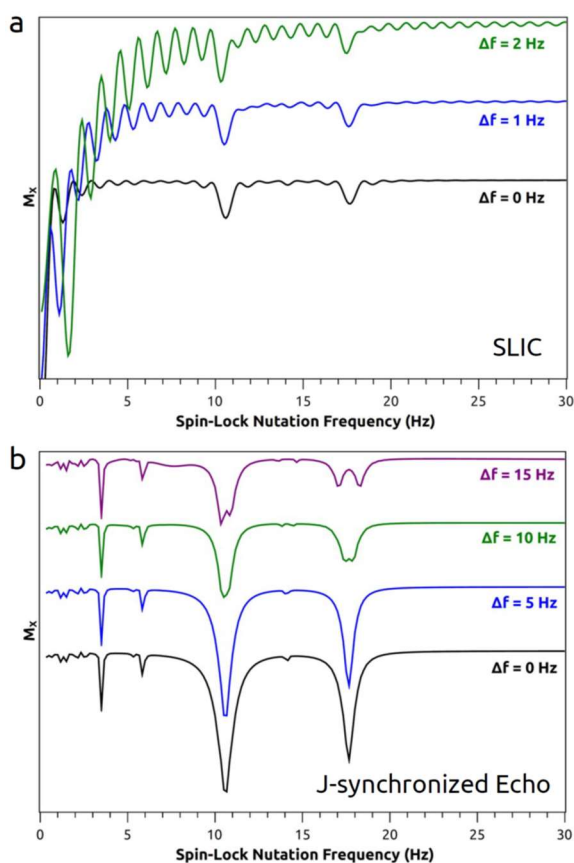 a
Δf = 2 Hz
Δf = 1 Hz
Δf = 0 Hz
Mx
SLIC
0 5 10 15 20 25 30
Spin-Lock Nutation Frequency (Hz)
b
Δf = 15 Hz
Δf = 10 Hz
Δf = 5 Hz
Δf = 0 Hz
Mx
J-synchronized Echo
0 5 10 15 20 25 30
Spin-Lock Nutation Frequency (Hz)